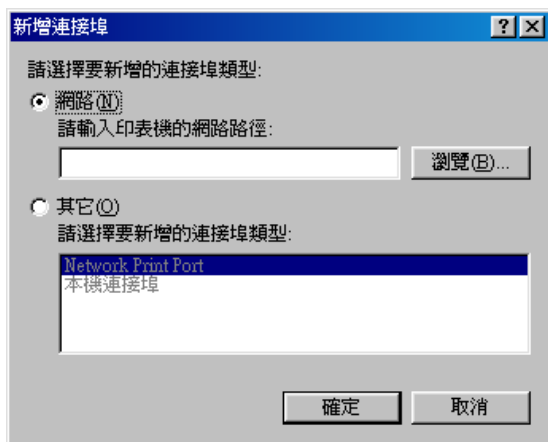 新增連接埠
請選擇要新增的連接埠類型:
網路(N)
請輸入印表機的網路路徑:
瀏覽(B)...
其它(O)
請選擇要新增的連接埠類型:
Network Print Port
本機連接埠
確定
取消